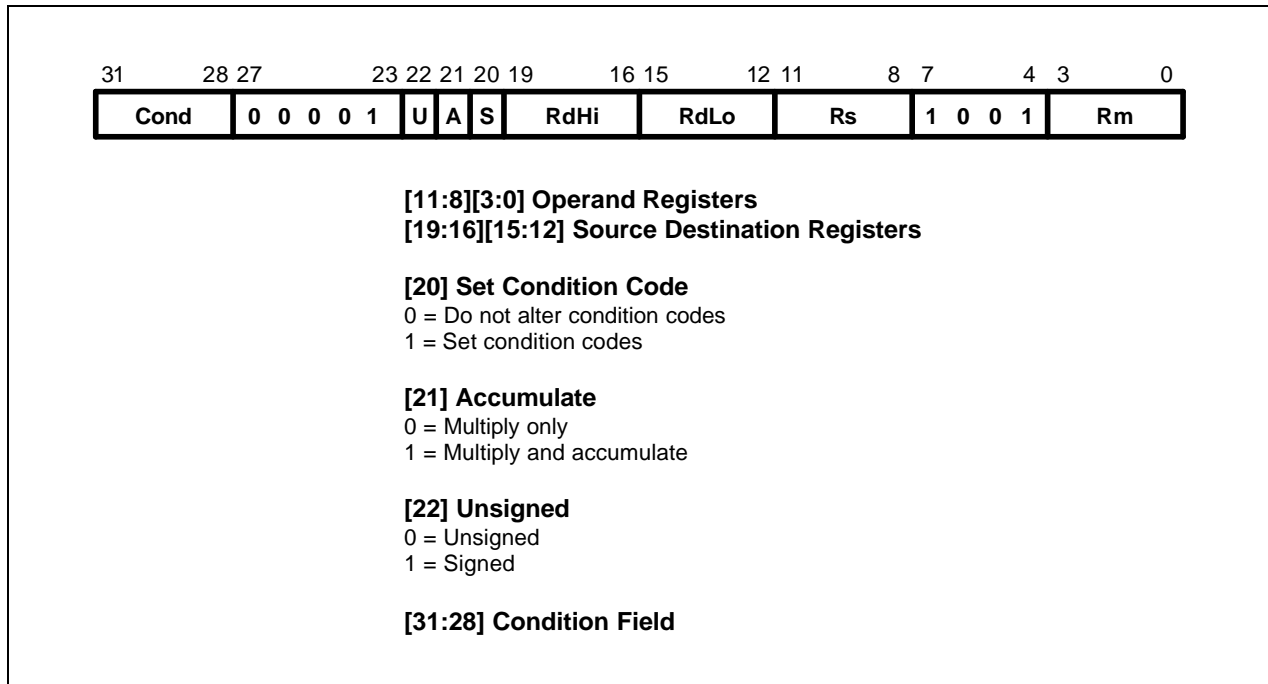 31 28 27 23 22 21 20 19 16 15 12 11 8 7 4 3 0
Cond 0 0 0 0 1 U A S RdHi RdLo Rs 1 0 0 1 Rm
[11:8][3:0] Operand Registers
[19:16][15:12] Source Destination Registers
[20] Set Condition Code
0 = Do not alter condition codes
1 = Set condition codes
[21] Accumulate
0 = Multiply only
1 = Multiply and accumulate
[22] Unsigned
0 = Unsigned
1 = Signed
[31:28] Condition Field